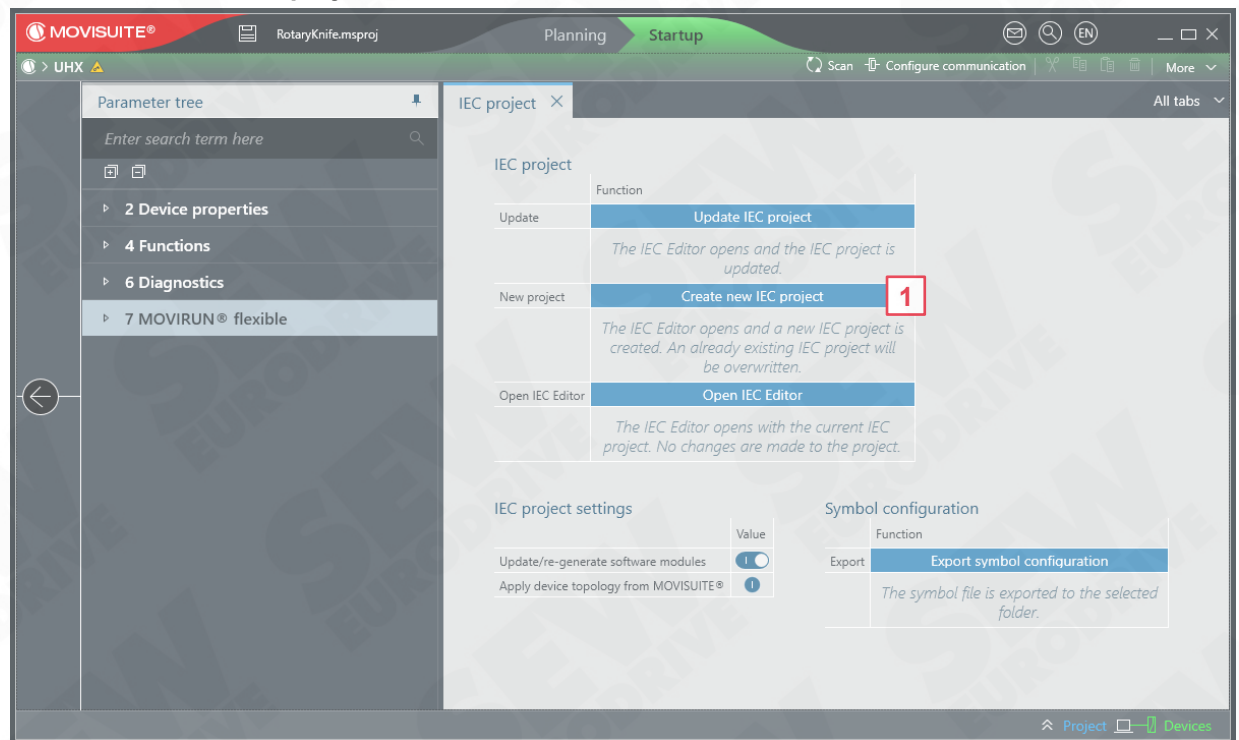 MOVISUITE® RotaryKnife.msproj Planning Startup EN
> UHX Scan Configure communication More
Parameter tree
Enter search term here
2 Device properties
4 Functions
6 Diagnostics
7 MOVIRUN® flexible
IEC project All tabs
IEC project
Function
Update Update IEC project
The IEC Editor opens and the IEC project is
updated.
New project Create new IEC project 1
The IEC Editor opens and a new IEC project is
created. An already existing IEC project will
be overwritten.
Open IEC Editor Open IEC Editor
The IEC Editor opens with the current IEC
project. No changes are made to the project.
IEC project settings
Value
Update/re-generate software modules
Apply device topology from MOVISUITE®
Symbol configuration
Function
Export Export symbol configuration
The symbol file is exported to the selected
folder.
Project Devices
SEW
EURODRIVE